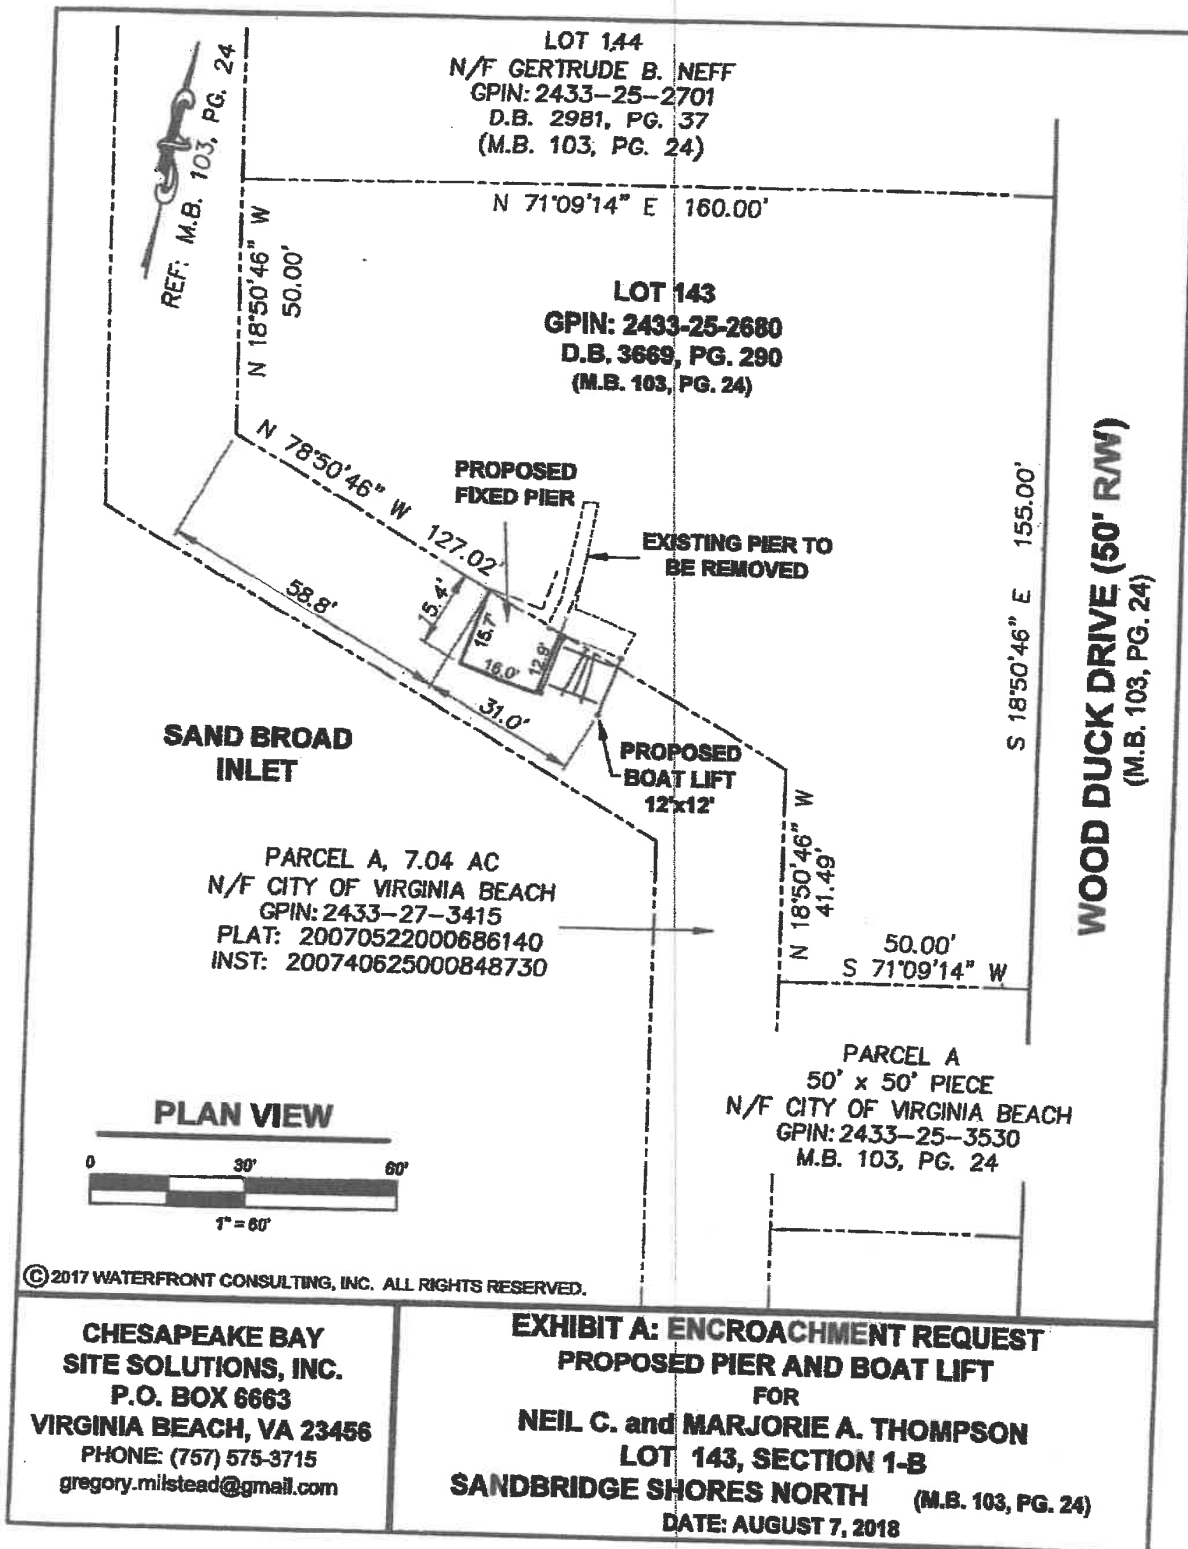 LOT 144
N/F GERTRUDE B. NEFF
GPIN: 2433-25-2701
D.B. 2981, PG. 37
(M.B. 103, PG. 24)
REF: M.B. 103, PG. 24
N 71°09'14" E 160.00'
N 18°50'46" W
50.00'
LOT 143
GPIN: 2433-25-2680
D.B. 3669, PG. 290
(M.B. 103, PG. 24)
N 78°50'46" W 127.02'
PROPOSED
FIXED PIER
EXISTING PIER TO
BE REMOVED
58.8'
15.4'
15.7'
16.0'
12.9'
31.0'
S 18°50'46" E 155.00'
WOOD DUCK DRIVE (50' R/W)
(M.B. 103, PG. 24)
SAND BROAD
INLET
PROPOSED
BOAT LIFT
12'x12'
PARCEL A, 7.04 AC
N/F CITY OF VIRGINIA BEACH
GPIN: 2433-27-3415
PLAT: 20070522000686140
INST: 200740625000848730
N 18°50'46" W
41.49'
50.00'
S 71°09'14" W
PARCEL A
50' x 50' PIECE
N/F CITY OF VIRGINIA BEACH
GPIN: 2433-25-3530
M.B. 103, PG. 24
PLAN VIEW
0 30' 60'
1" = 60'
© 2017 WATERFRONT CONSULTING, INC. ALL RIGHTS RESERVED.
CHESAPEAKE BAY
SITE SOLUTIONS, INC.
P.O. BOX 6663
VIRGINIA BEACH, VA 23456
PHONE: (757) 575-3715
gregory.milstead@gmail.com
EXHIBIT A: ENCROACHMENT REQUEST
PROPOSED PIER AND BOAT LIFT
FOR
NEIL C. and MARJORIE A. THOMPSON
LOT 143, SECTION 1-B
SANDBRIDGE SHORES NORTH (M.B. 103, PG. 24)
DATE: AUGUST 7, 2018